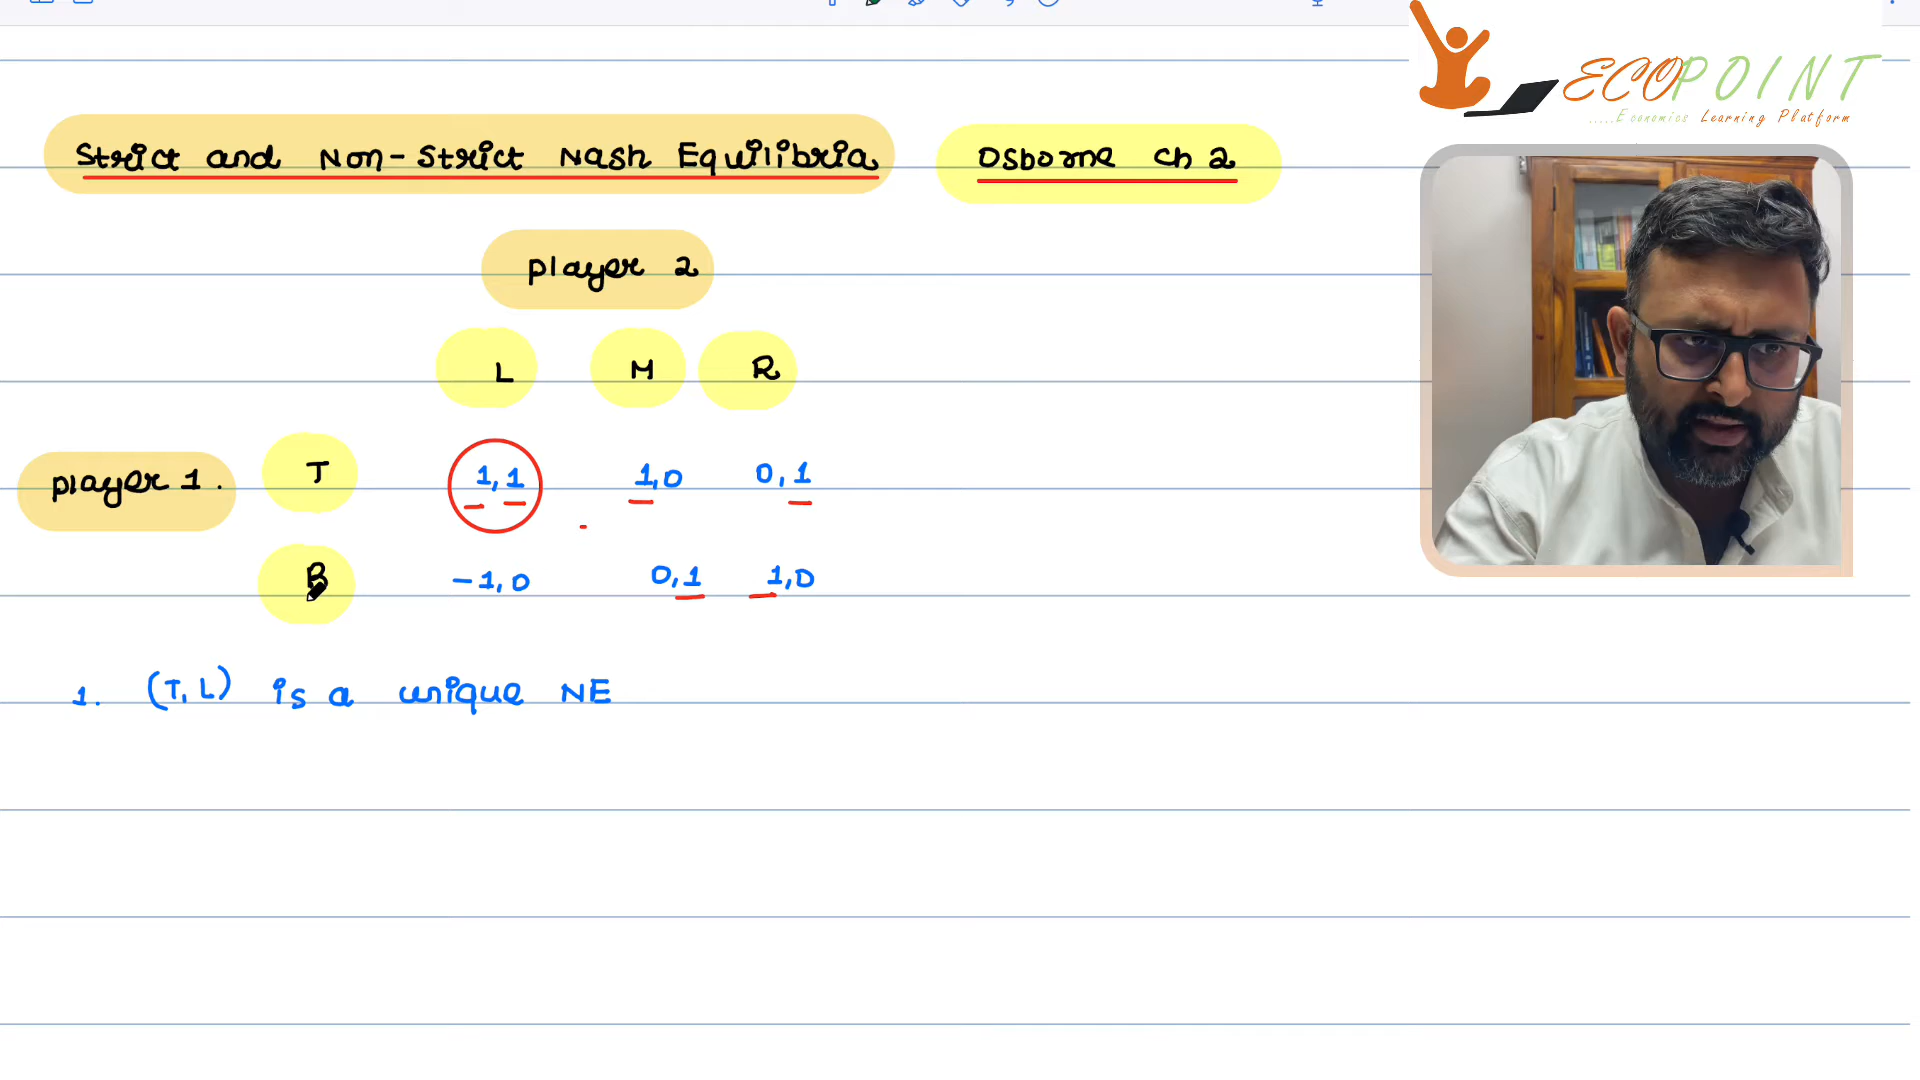 ECOPOINT
.....Economics Learning Platform
Strict and Non-Strict Nash Equilibria
Osborne Ch 2
Player 2
L M R
Player 1. T 1,1 1,0 0,1
B -1,0 0,1 1,0
1. (T,L) is a unique NE